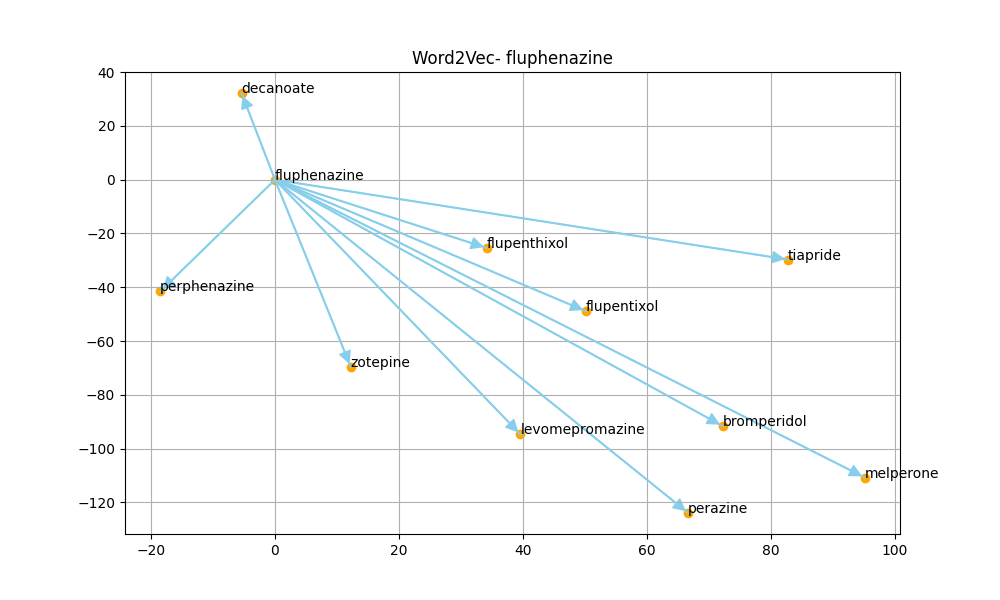 Word2Vec- fluphenazine
40
decanoate
20
fluphenazine
0
flupenthixol
−20
tiapride
perphenazine
−40
flupentixol
−60
zotepine
−80
bromperidol
levomepromazine
−100
melperone
perazine
−120
−20 0 20 40 60 80 100